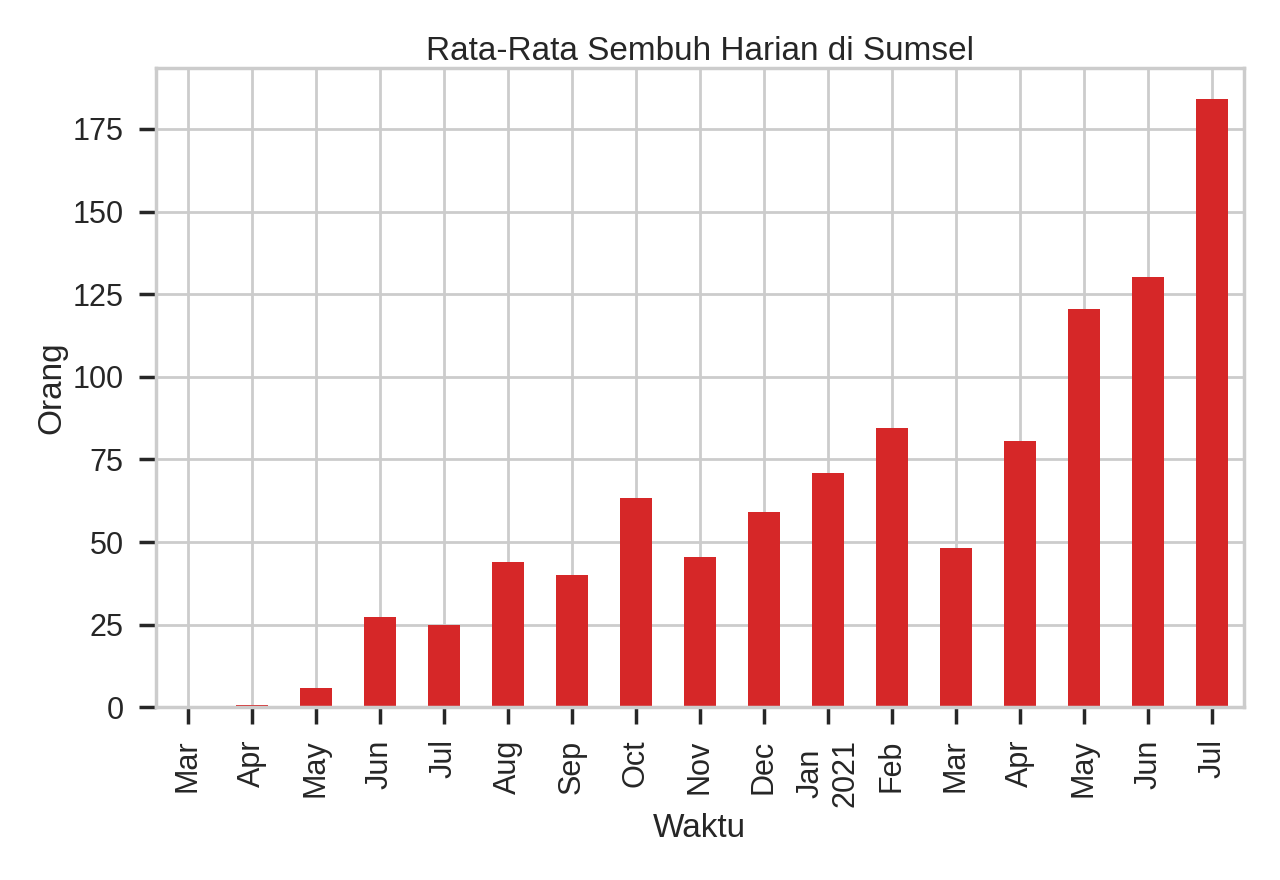 Rata-Rata Sembuh Harian di Sumsel
175
150
125
100
75
50
25
0
Orang
Mar
Apr
May
Jun
Jul
Aug
Sep
Oct
Nov
Dec
Jan
2021
Feb
Mar
Apr
May
Jun
Jul
Waktu